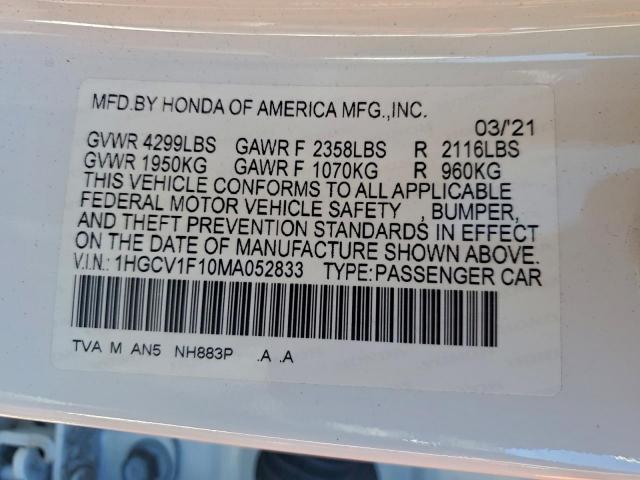 MFD.BY HONDA OF AMERICA MFG.,INC.
03/'21
GVWR 4299LBS GAWR F 2358LBS R 2116LBS
GVWR 1950KG GAWR F 1070KG R 960KG
THIS VEHICLE CONFORMS TO ALL APPLICABLE
FEDERAL MOTOR VEHICLE SAFETY , BUMPER,
AND THEFT PREVENTION STANDARDS IN EFFECT
ON THE DATE OF MANUFACTURE SHOWN ABOVE.
V.I.N.: 1HGCV1F10MA052833 TYPE:PASSENGER CAR
TVA M AN5 NH883P .A .A